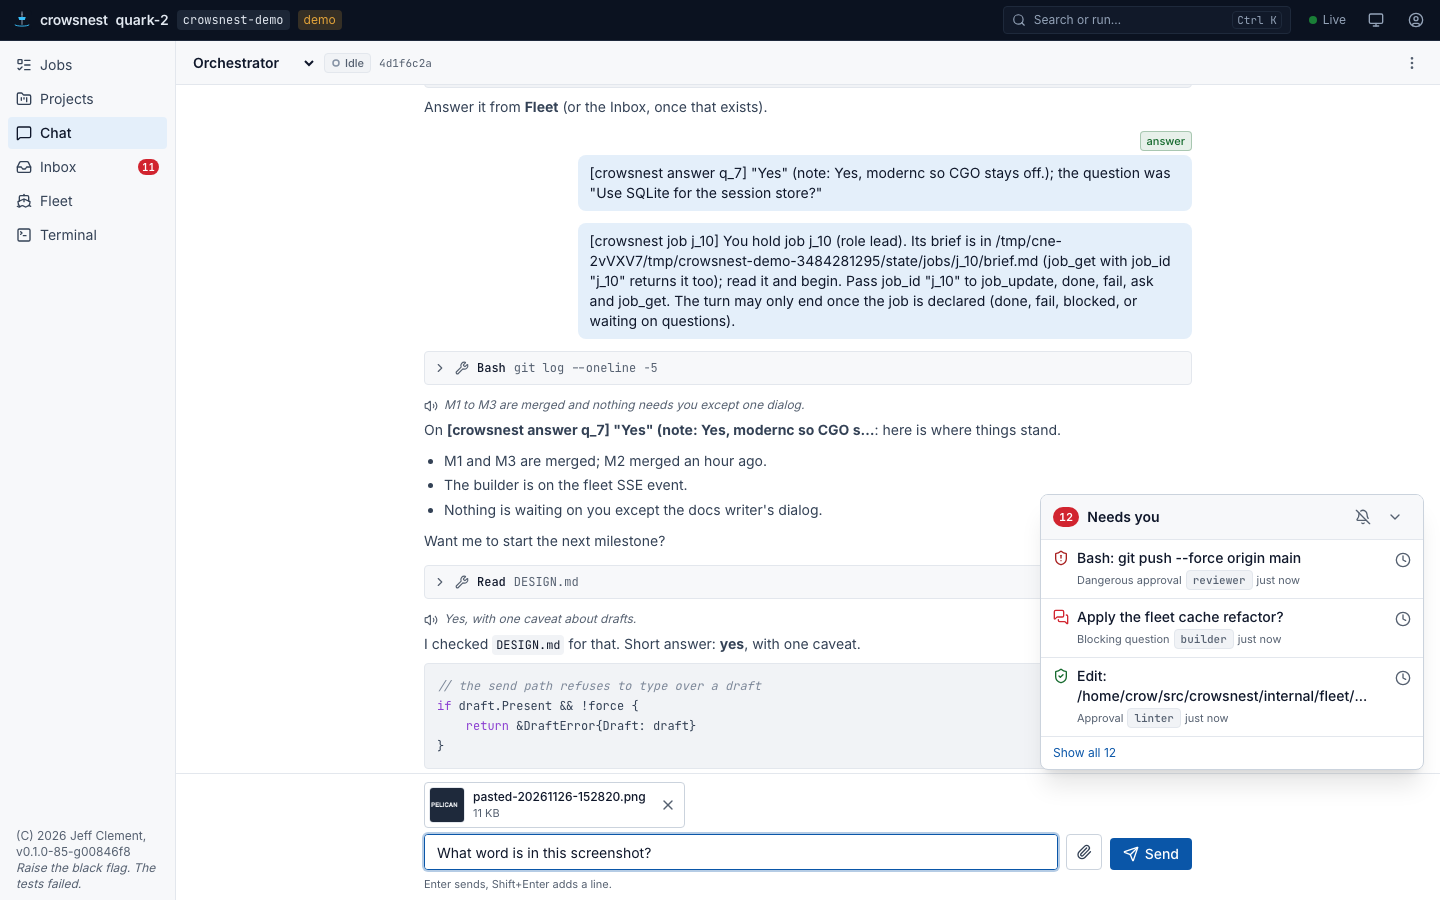 crowsnest quark-2 crowsnest-demo demo
Search or run... Ctrl K
Live
Jobs
Projects
Chat
Inbox 11
Fleet
Terminal
(C) 2026 Jeff Clement,
v0.1.0-85-g00846f8
Raise the black flag. The
tests failed.
Orchestrator Idle 4d1f6c2a
Answer it from Fleet (or the Inbox, once that exists).
answer
[crowsnest answer q_7] "Yes" (note: Yes, modernc so CGO stays off.); the question was
"Use SQLite for the session store?"
[crowsnest job j_10] You hold job j_10 (role lead). Its brief is in /tmp/cne-
2vVXV7/tmp/crowsnest-demo-3484281295/state/jobs/j_10/brief.md (job_get with job_id
"j_10" returns it too); read it and begin. Pass job_id "j_10" to job_update, done, fail, ask
and job_get. The turn may only end once the job is declared (done, fail, blocked, or
waiting on questions).
Bash git log --oneline -5
M1 to M3 are merged and nothing needs you except one dialog.
On [crowsnest answer q_7] "Yes" (note: Yes, modernc so CGO s...: here is where things stand.
• M1 and M3 are merged; M2 merged an hour ago.
• The builder is on the fleet SSE event.
• Nothing is waiting on you except the docs writer's dialog.
Want me to start the next milestone?
Read DESIGN.md
Yes, with one caveat about drafts.
I checked DESIGN.md for that. Short answer: yes, with one caveat.
// the send path refuses to type over a draft
if draft.Present && !force {
return &DraftError{Draft: draft}
}
12 Needs you
Bash: git push --force origin main
Dangerous approval reviewer just now
Apply the fleet cache refactor?
Blocking question builder just now
Edit:
/home/crow/src/crowsnest/internal/fleet/...
Approval linter just now
Show all 12
PELICAN
pasted-20261126-152820.png
11 KB
What word is in this screenshot?
Send
Enter sends, Shift+Enter adds a line.